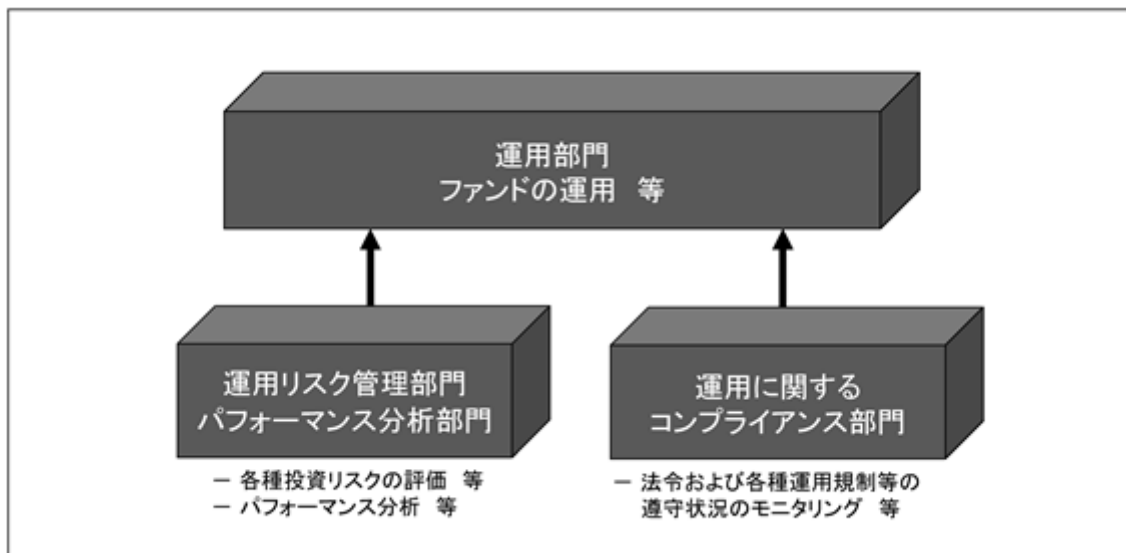 運用部門
ファンドの運用 等
運用リスク管理部門
パフォーマンス分析部門
運用に関する
コンプライアンス部門
－ 各種投資リスクの評価 等
－ パフォーマンス分析 等
－ 法令および各種運用規制等の
遵守状況のモニタリング 等